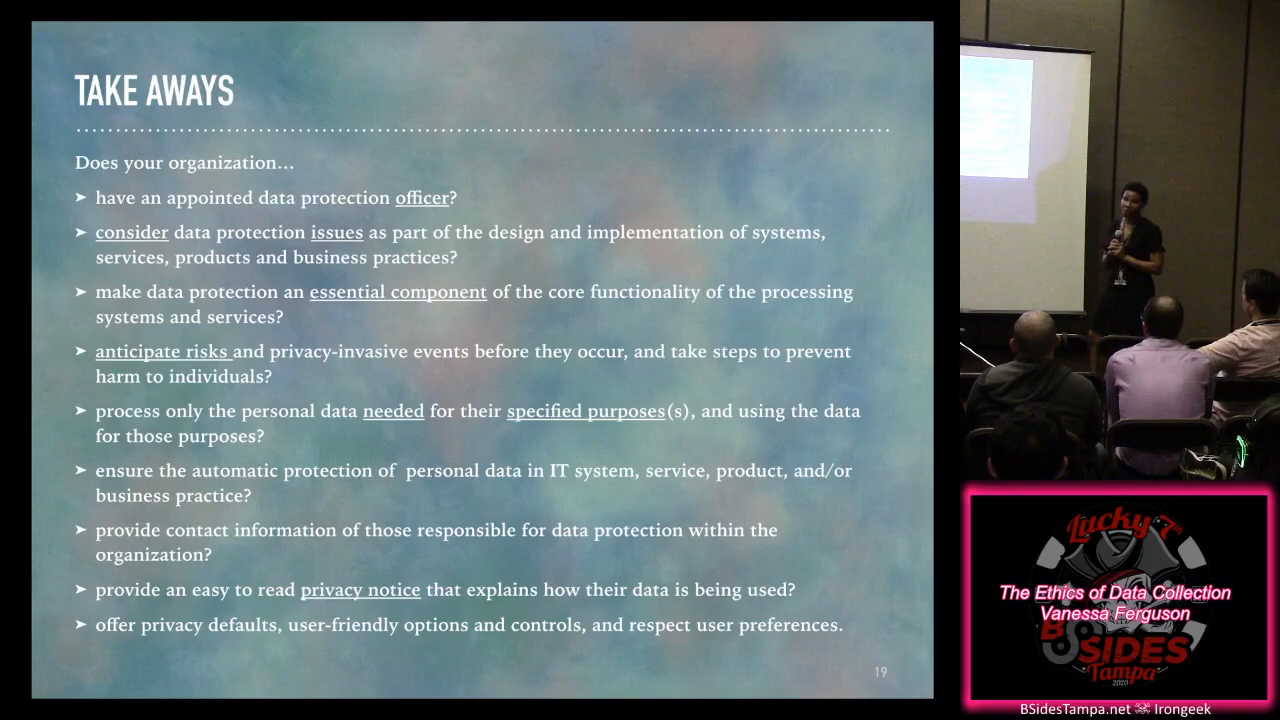 TAKE AWAYS
Does your organization…
➤ have an appointed data protection officer?
➤ consider data protection issues as part of the design and implementation of systems,
services, products and business practices?
➤ make data protection an essential component of the core functionality of the processing
systems and services?
➤ anticipate risks and privacy-invasive events before they occur, and take steps to prevent
harm to individuals?
➤ process only the personal data needed for their specified purposes(s), and using the data
for those purposes?
➤ ensure the automatic protection of personal data in IT system, service, product, and/or
business practice?
➤ provide contact information of those responsible for data protection within the
organization?
➤ provide an easy to read privacy notice that explains how their data is being used?
➤ offer privacy defaults, user-friendly options and controls, and respect user preferences.
19
Lucky 7th
The Ethics of Data Collection
Vanessa Ferguson
BSIDES
Tampa
2020
BSidesTampa.net Irongeek